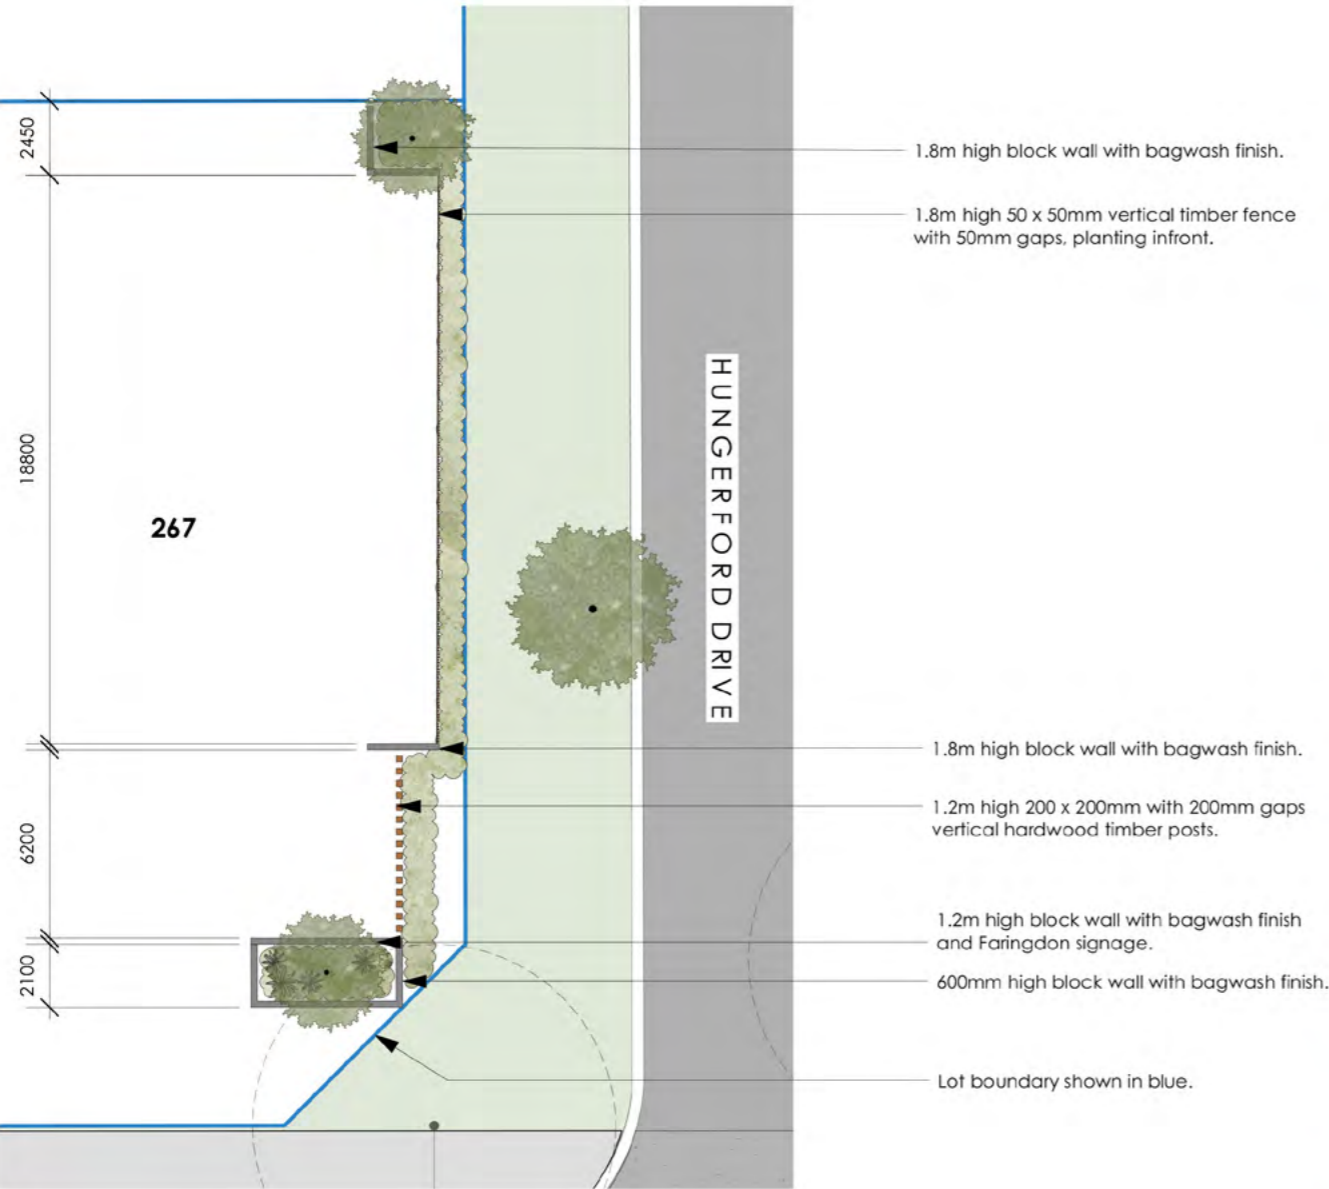 2450
1.8m high block wall with bagwash finish.
1.8m high 50 x 50mm vertical timber fence
with 50mm gaps, planting infront.
18800
267
HUNGERFORD DRIVE
1.8m high block wall with bagwash finish.
1.2m high 200 x 200mm with 200mm gaps
vertical hardwood timber posts.
6200
1.2m high block wall with bagwash finish
and Faringdon signage.
2100
600mm high block wall with bagwash finish.
Lot boundary shown in blue.